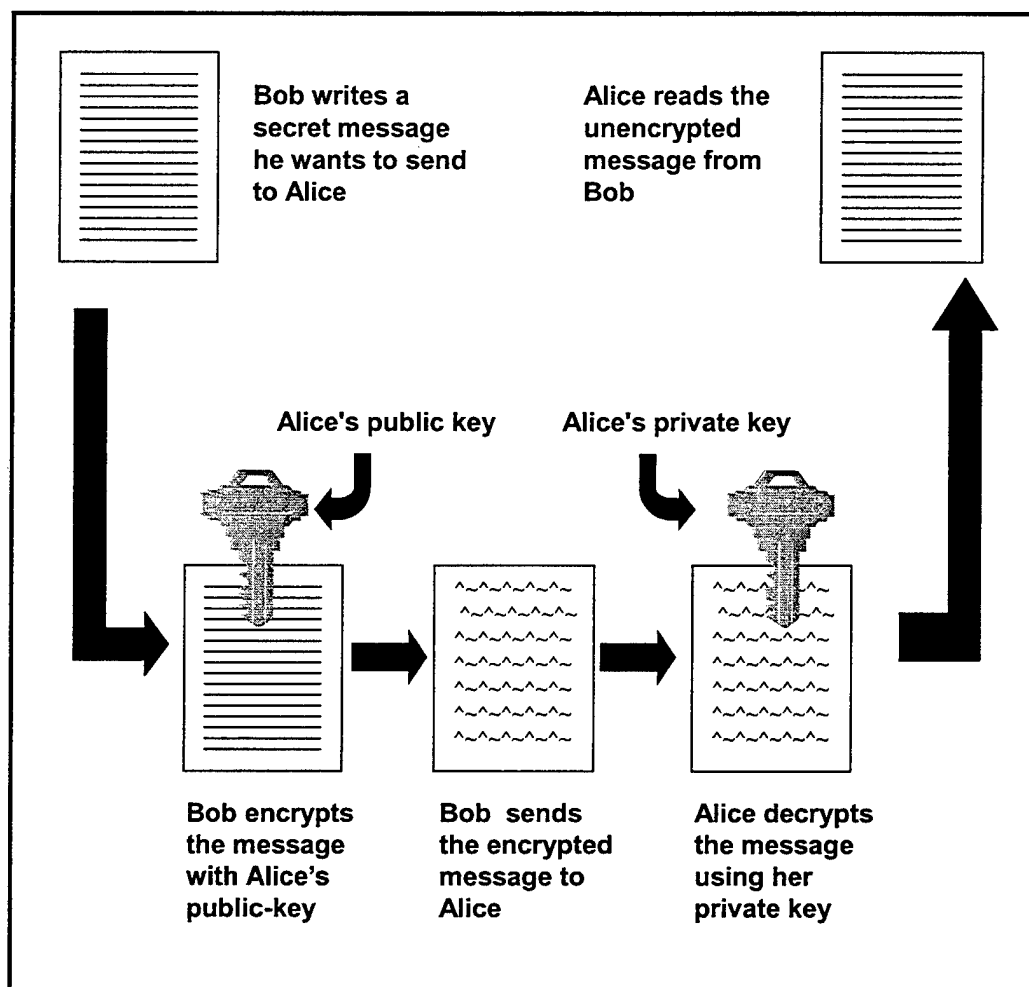 Bob writes a
secret message
he wants to send
to Alice
Alice reads the
unencrypted
message from
Bob
Alice's public key
Alice's private key
^~^~^~^~^~
^~^~^~^~^~
^~^~^~^~^~
^~^~^~^~^~
^~^~^~^~^~
^~^~^~^~^~
^~^~^~^~^~
Bob encrypts
the message
with Alice's
public-key
Bob  sends
the encrypted
message to
Alice
Alice decrypts
the message
using her
private key